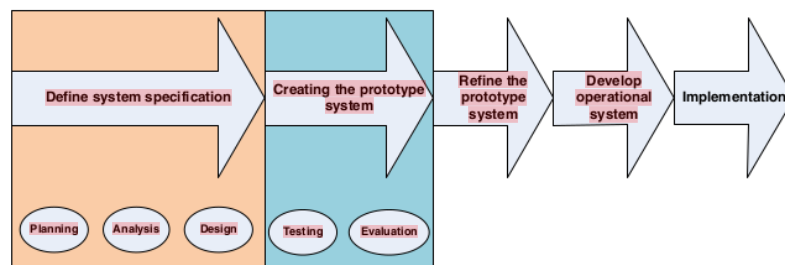 Define system specification
Creating the prototype
system
Refine the
prototype
system
Develop
operational
system
Implementation
Planning
Analysis
Design
Testing
Evaluation